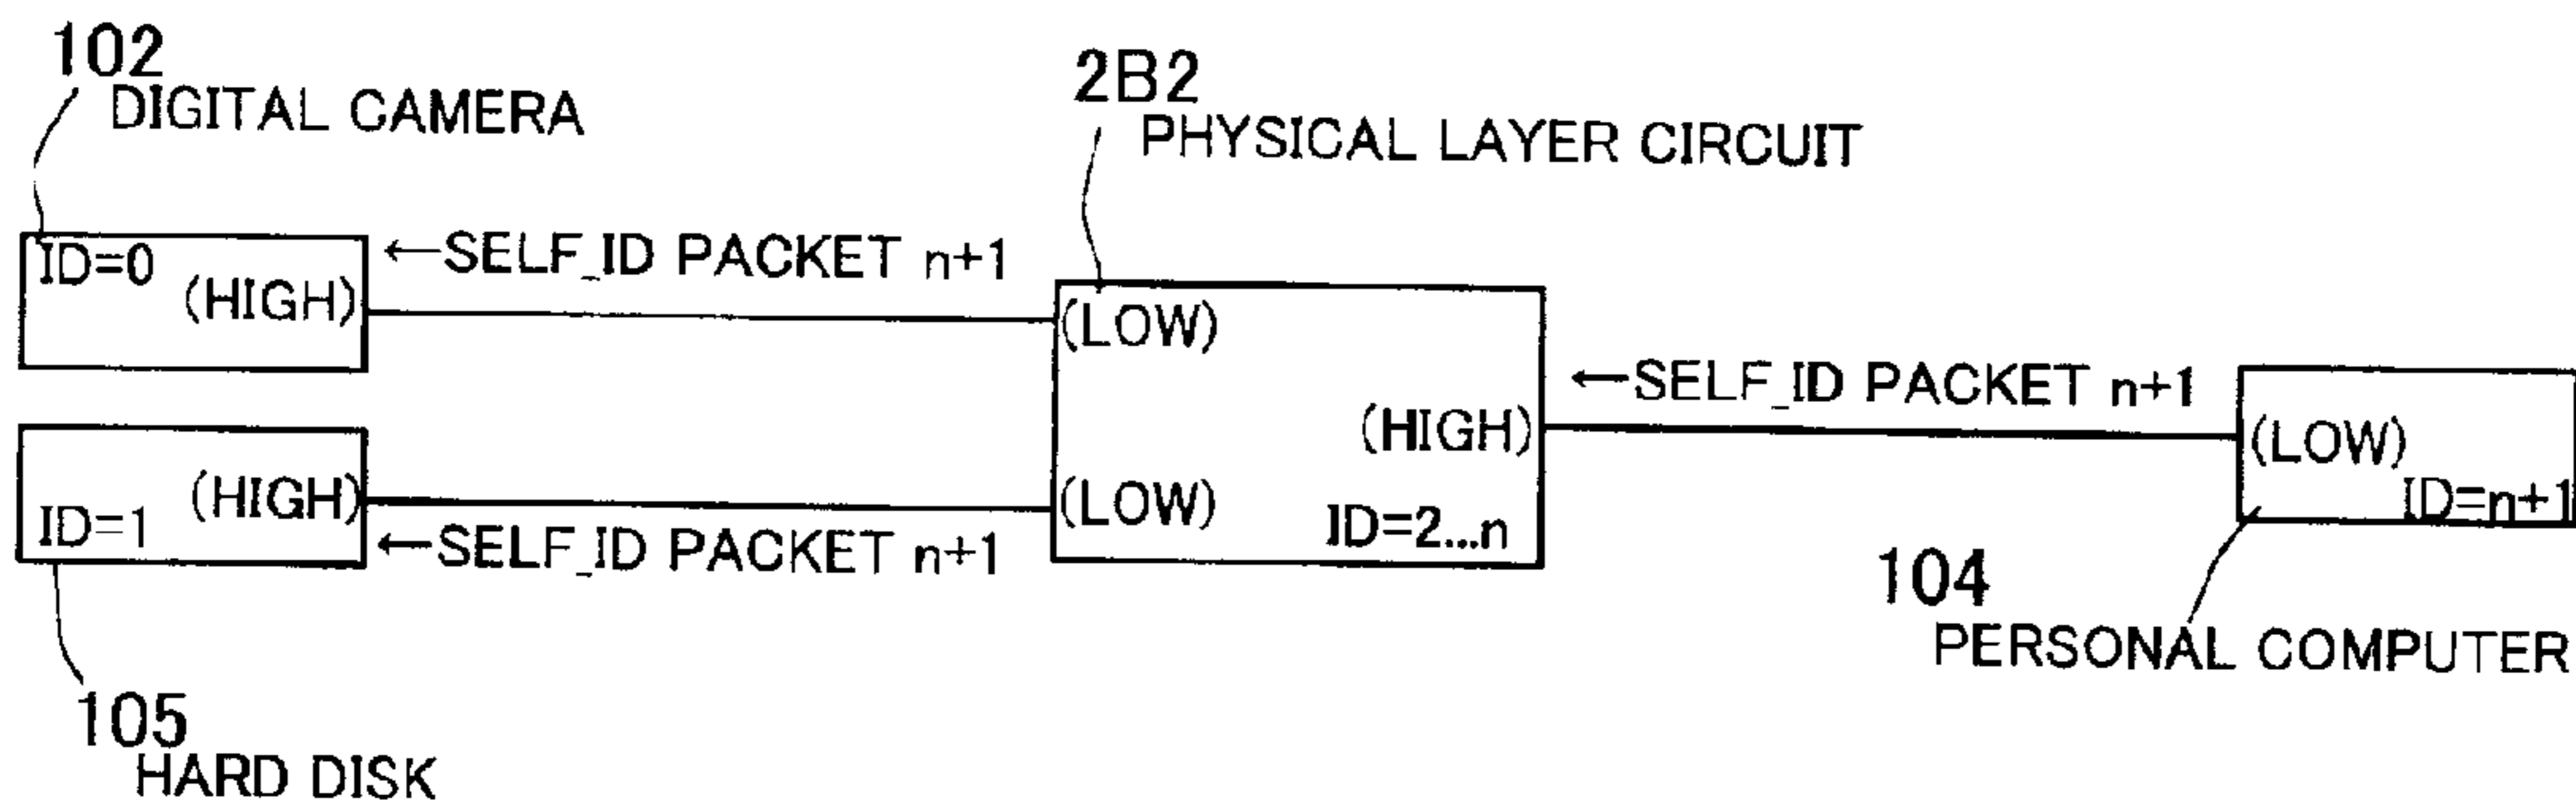 102
DIGITAL CAMERA
2B2
PHYSICAL LAYER CIRCUIT
ID=0
(HIGH)
←SELF_ID PACKET n+1
(LOW)
←SELF_ID PACKET n+1
(HIGH)
(LOW)
ID=n+1
ID=1
(HIGH)
←SELF_ID PACKET n+1
(LOW)
ID=2...n
104
PERSONAL COMPUTER
105
HARD DISK